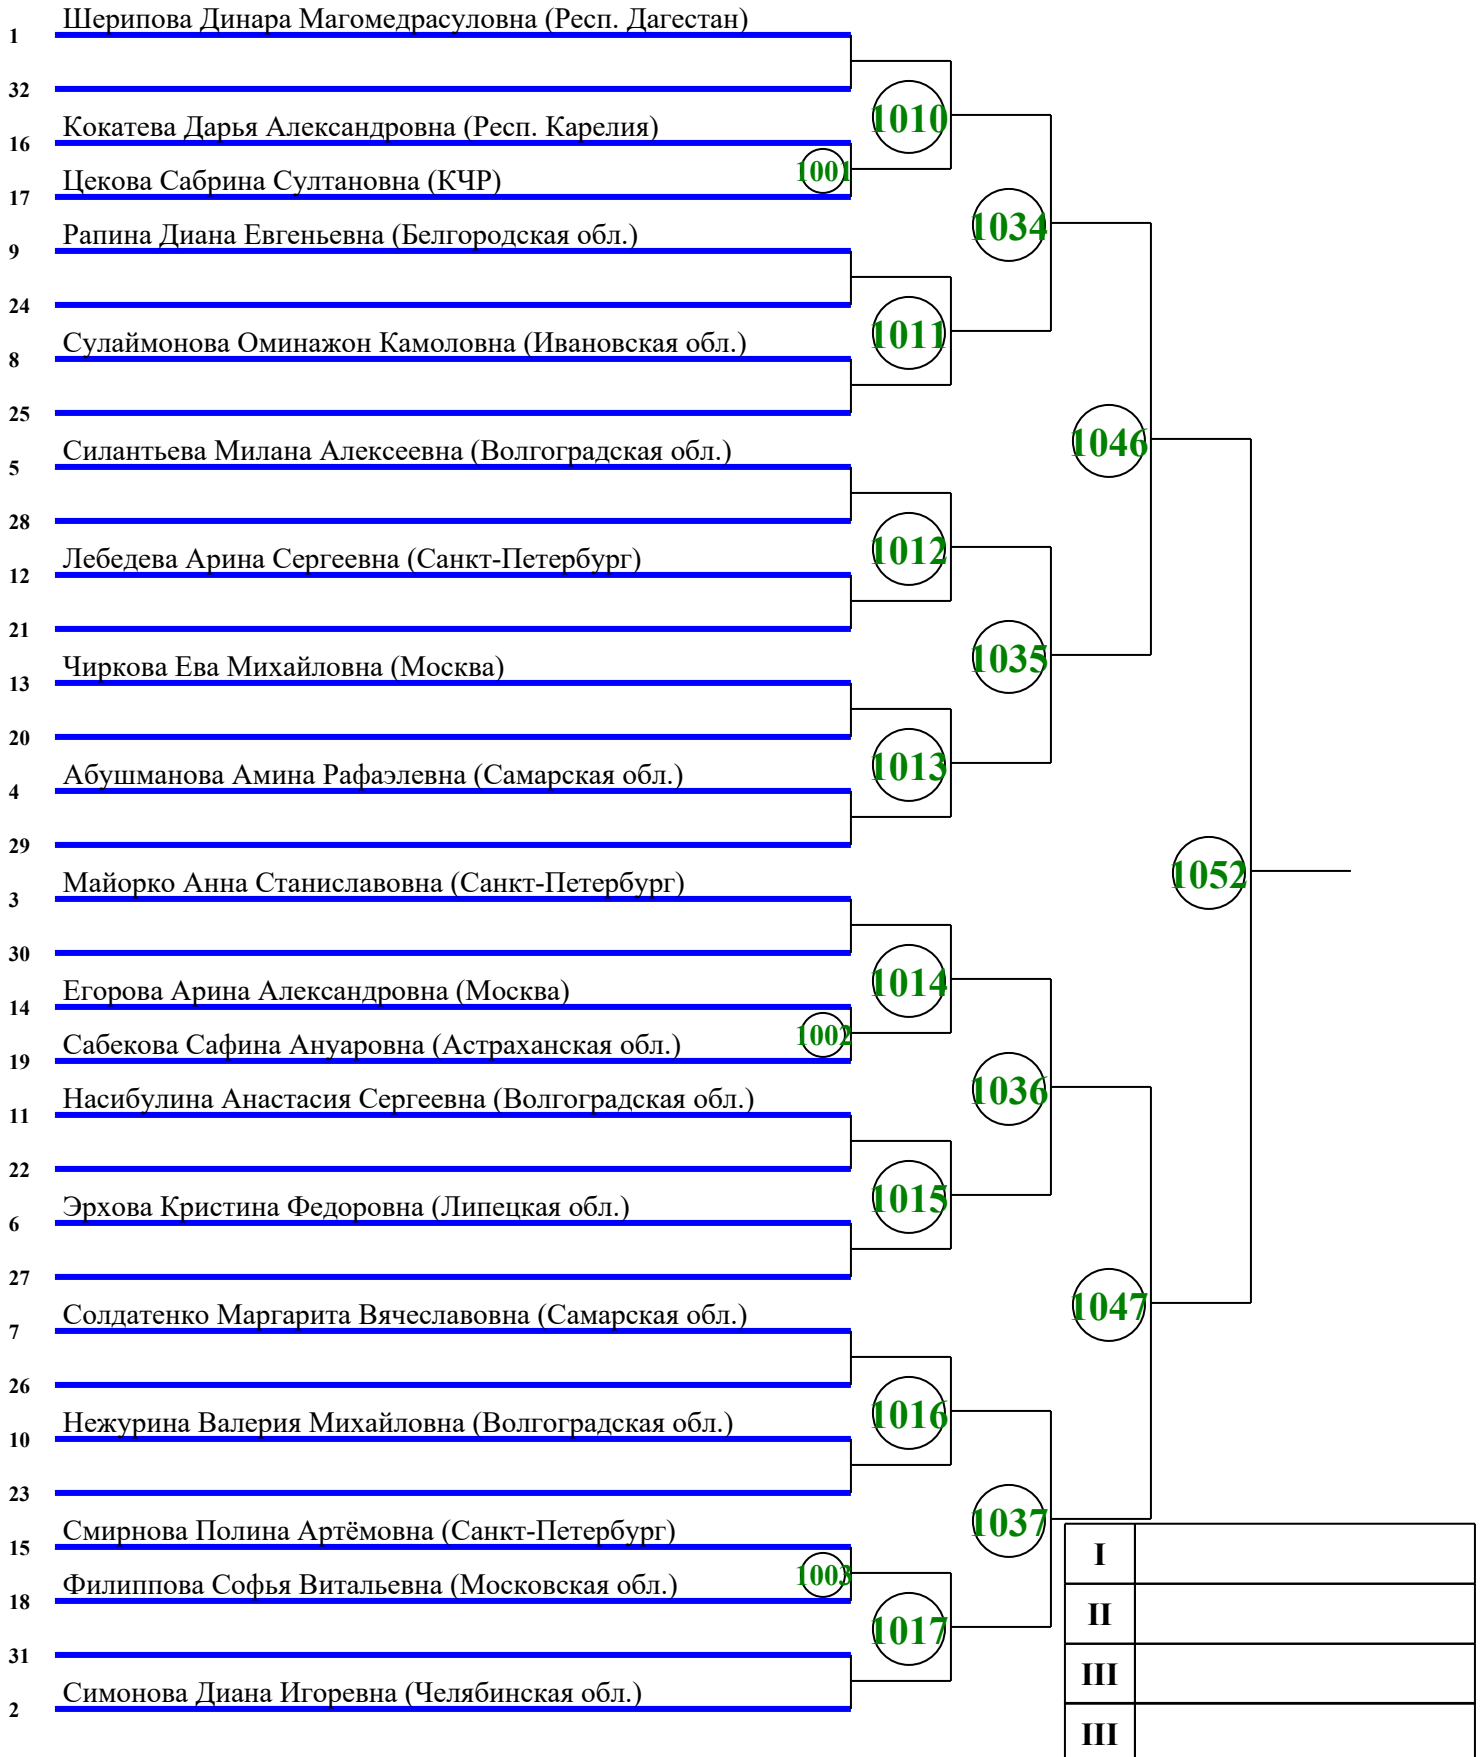 Шерипова Динара Магомедрасуловна (Респ. Дагестан)
1
32
1010
Кокатева Дарья Александровна (Респ. Карелия)
16
1001
Цекова Сабрина Султановна (КЧР)
17
1034
Рапина Диана Евгеньевна (Белгородская обл.)
9
24
1011
Сулаймонова Оминажон Камоловна (Ивановская обл.)
8
25
1046
Силантьева Милана Алексеевна (Волгоградская обл.)
5
28
1012
Лебедева Арина Сергеевна (Санкт-Петербург)
12
21
1035
Чиркова Ева Михайловна (Москва)
13
20
1013
Абушманова Амина Рафаэлевна (Самарская обл.)
4
29
1052
Майорко Анна Станиславовна (Санкт-Петербург)
3
30
1014
Егорова Арина Александровна (Москва)
14
1002
Сабекова Сафина Ануаровна (Астраханская обл.)
19
1036
Насибулина Анастасия Сергеевна (Волгоградская обл.)
11
22
1015
Эрхова Кристина Федоровна (Липецкая обл.)
6
27
1047
Солдатенко Маргарита Вячеславовна (Самарская обл.)
7
26
1016
Нежурина Валерия Михайловна (Волгоградская обл.)
10
23
1037
Смирнова Полина Артёмовна (Санкт-Петербург)
15
I
1003
Филиппова Софья Витальевна (Московская обл.)
18
II
1017
31
III
Симонова Диана Игоревна (Челябинская обл.)
2
III